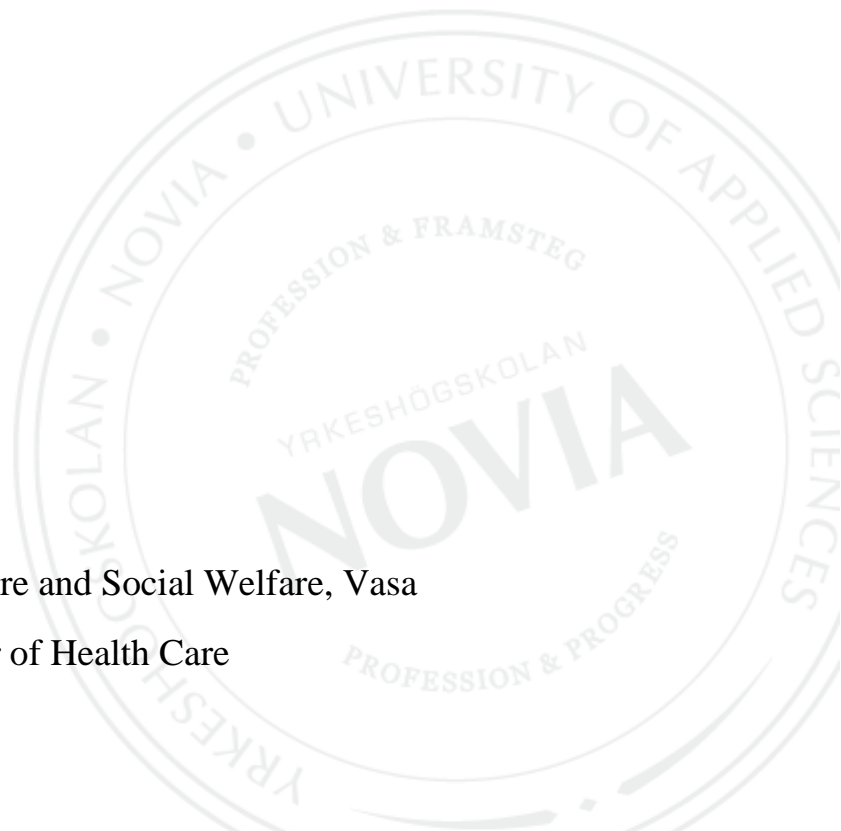 YRKESHÖGSKOLAN • NOVIA • UNIVERSITY OF APPLIED SCIENCES
PROFESSION & FRAMSTEG
YRKESHÖGSKOLAN
NOVIA
PROFESSION & PROGRESS
re and Social Welfare, Vasa
of Health Care